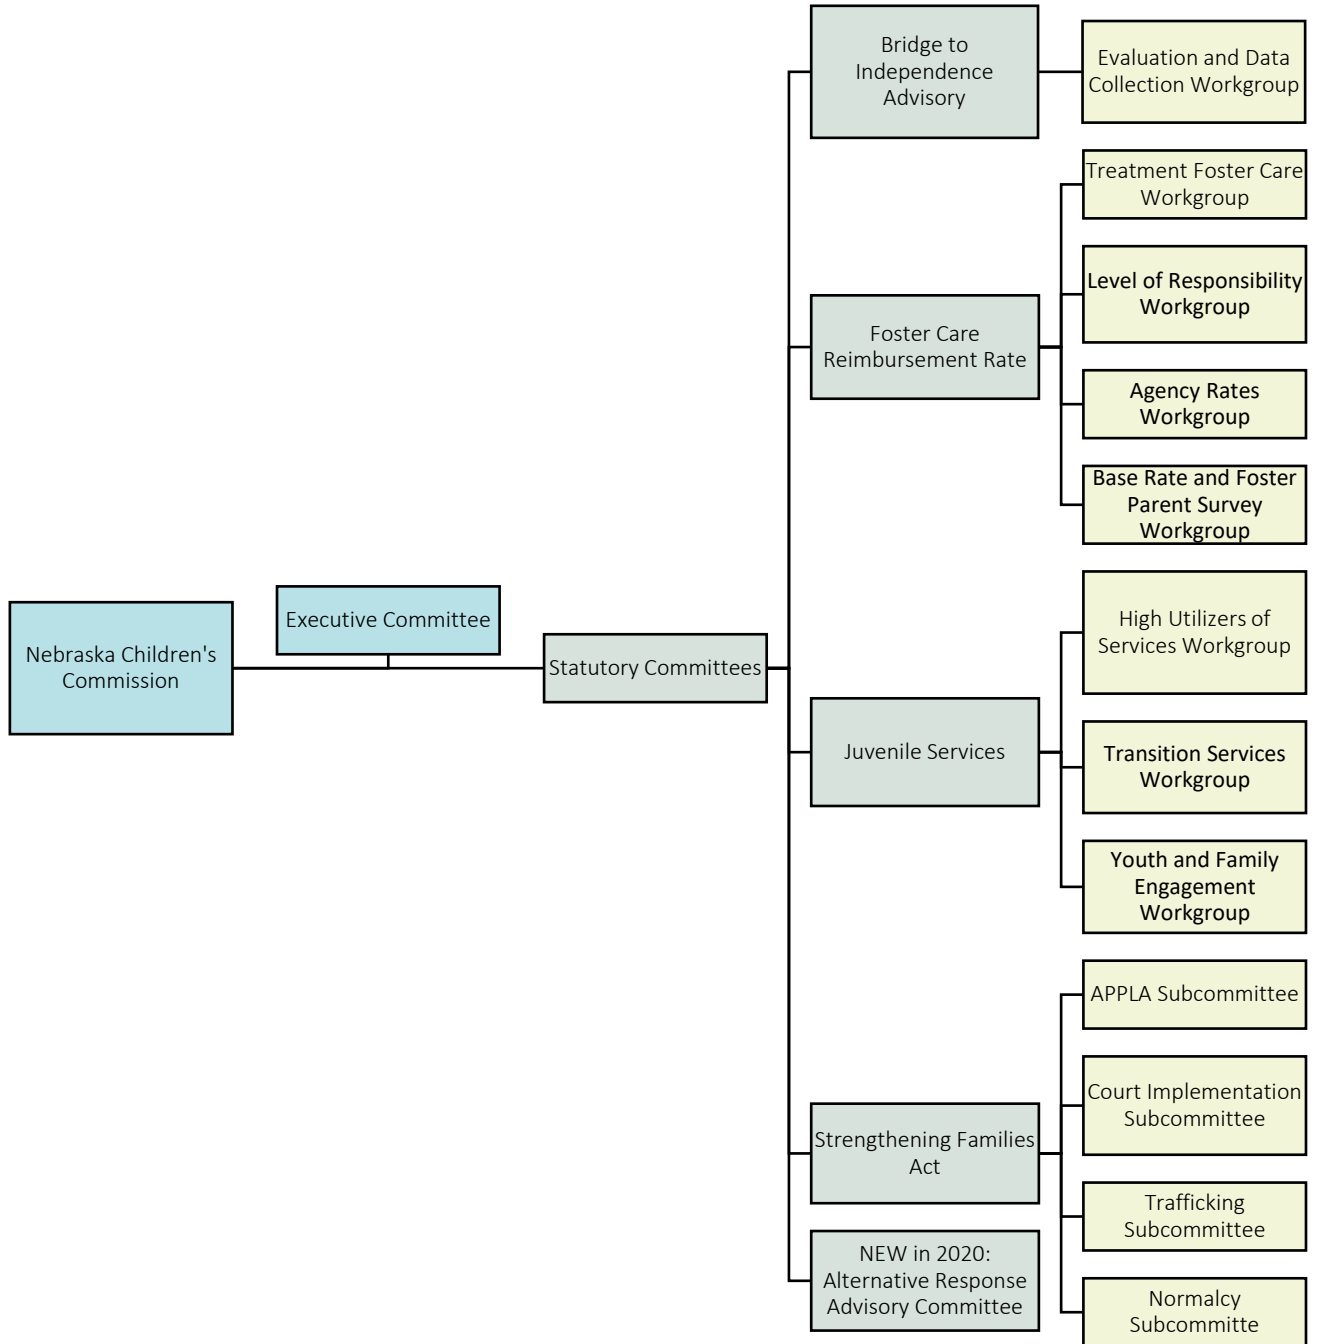 Bridge to
Independence
Advisory
Evaluation and Data
Collection Workgroup
Treatment Foster Care
Workgroup
Level of Responsibility
Workgroup
Foster Care
Reimbursement Rate
Agency Rates
Workgroup
Base Rate and Foster
Parent Survey
Workgroup
Nebraska Children's
Commission
Executive Committee
Statutory Committees
High Utilizers of
Services Workgroup
Juvenile Services
Transition Services
Workgroup
Youth and Family
Engagement
Workgroup
APPLA Subcommittee
Court Implementation
Subcommittee
Strengthening Families
Act
Trafficking
Subcommittee
NEW in 2020:
Alternative Response
Advisory Committee
Normalcy
Subcommitte